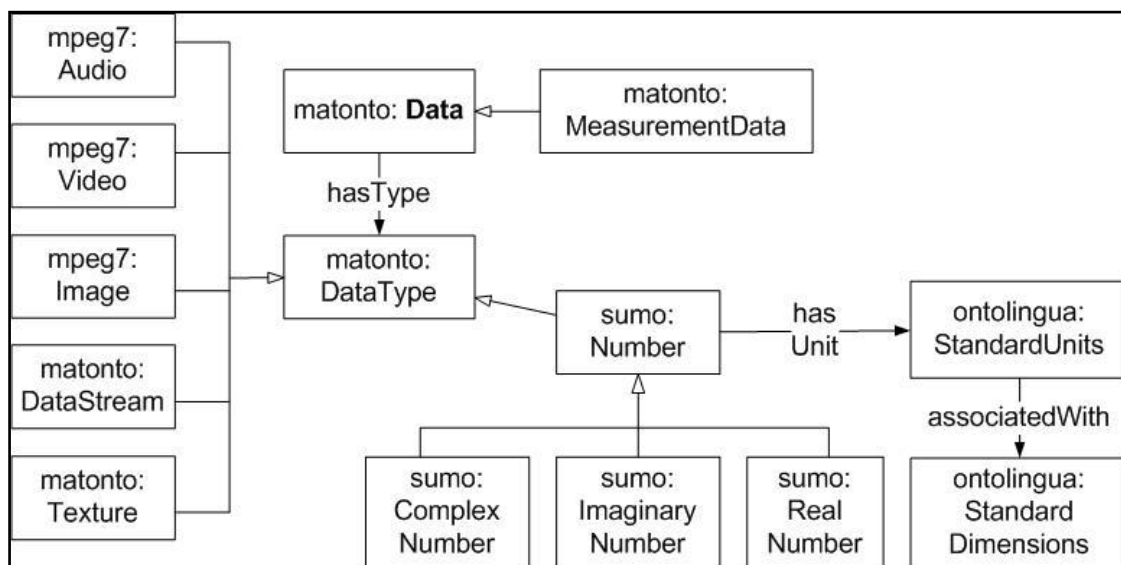 mpeg7:
Audio
mpeg7:
Video
mpeg7:
Image
matonto:
DataStream
matonto:
Texture
matonto: Data
matonto:
MeasurementData
hasType
matonto:
DataType
sumo:
Number
has
Unit
ontolingua:
StandardUnits
associatedWith
sumo:
Complex
Number
sumo:
Imaginary
Number
sumo:
Real
Number
ontolingua:
Standard
Dimensions